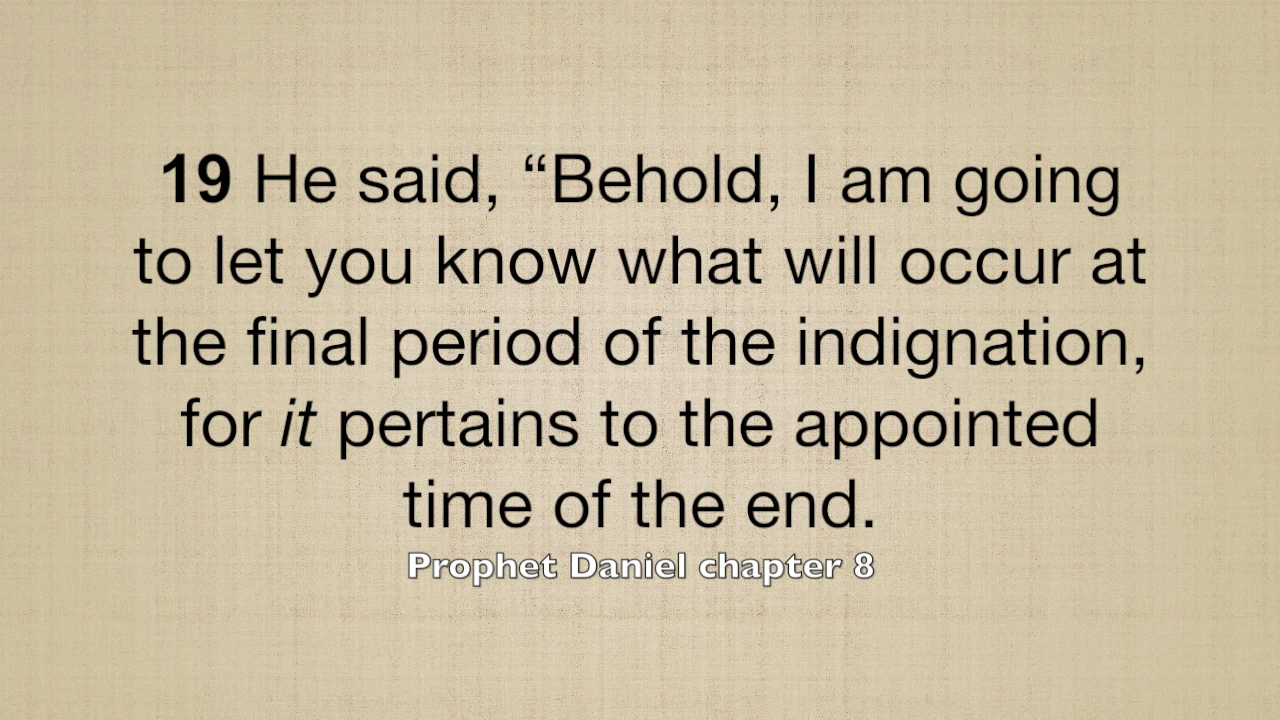 19 He said, “Behold, I am going
to let you know what will occur at
the final period of the indignation,
for it pertains to the appointed
time of the end.
Prophet Daniel chapter 8